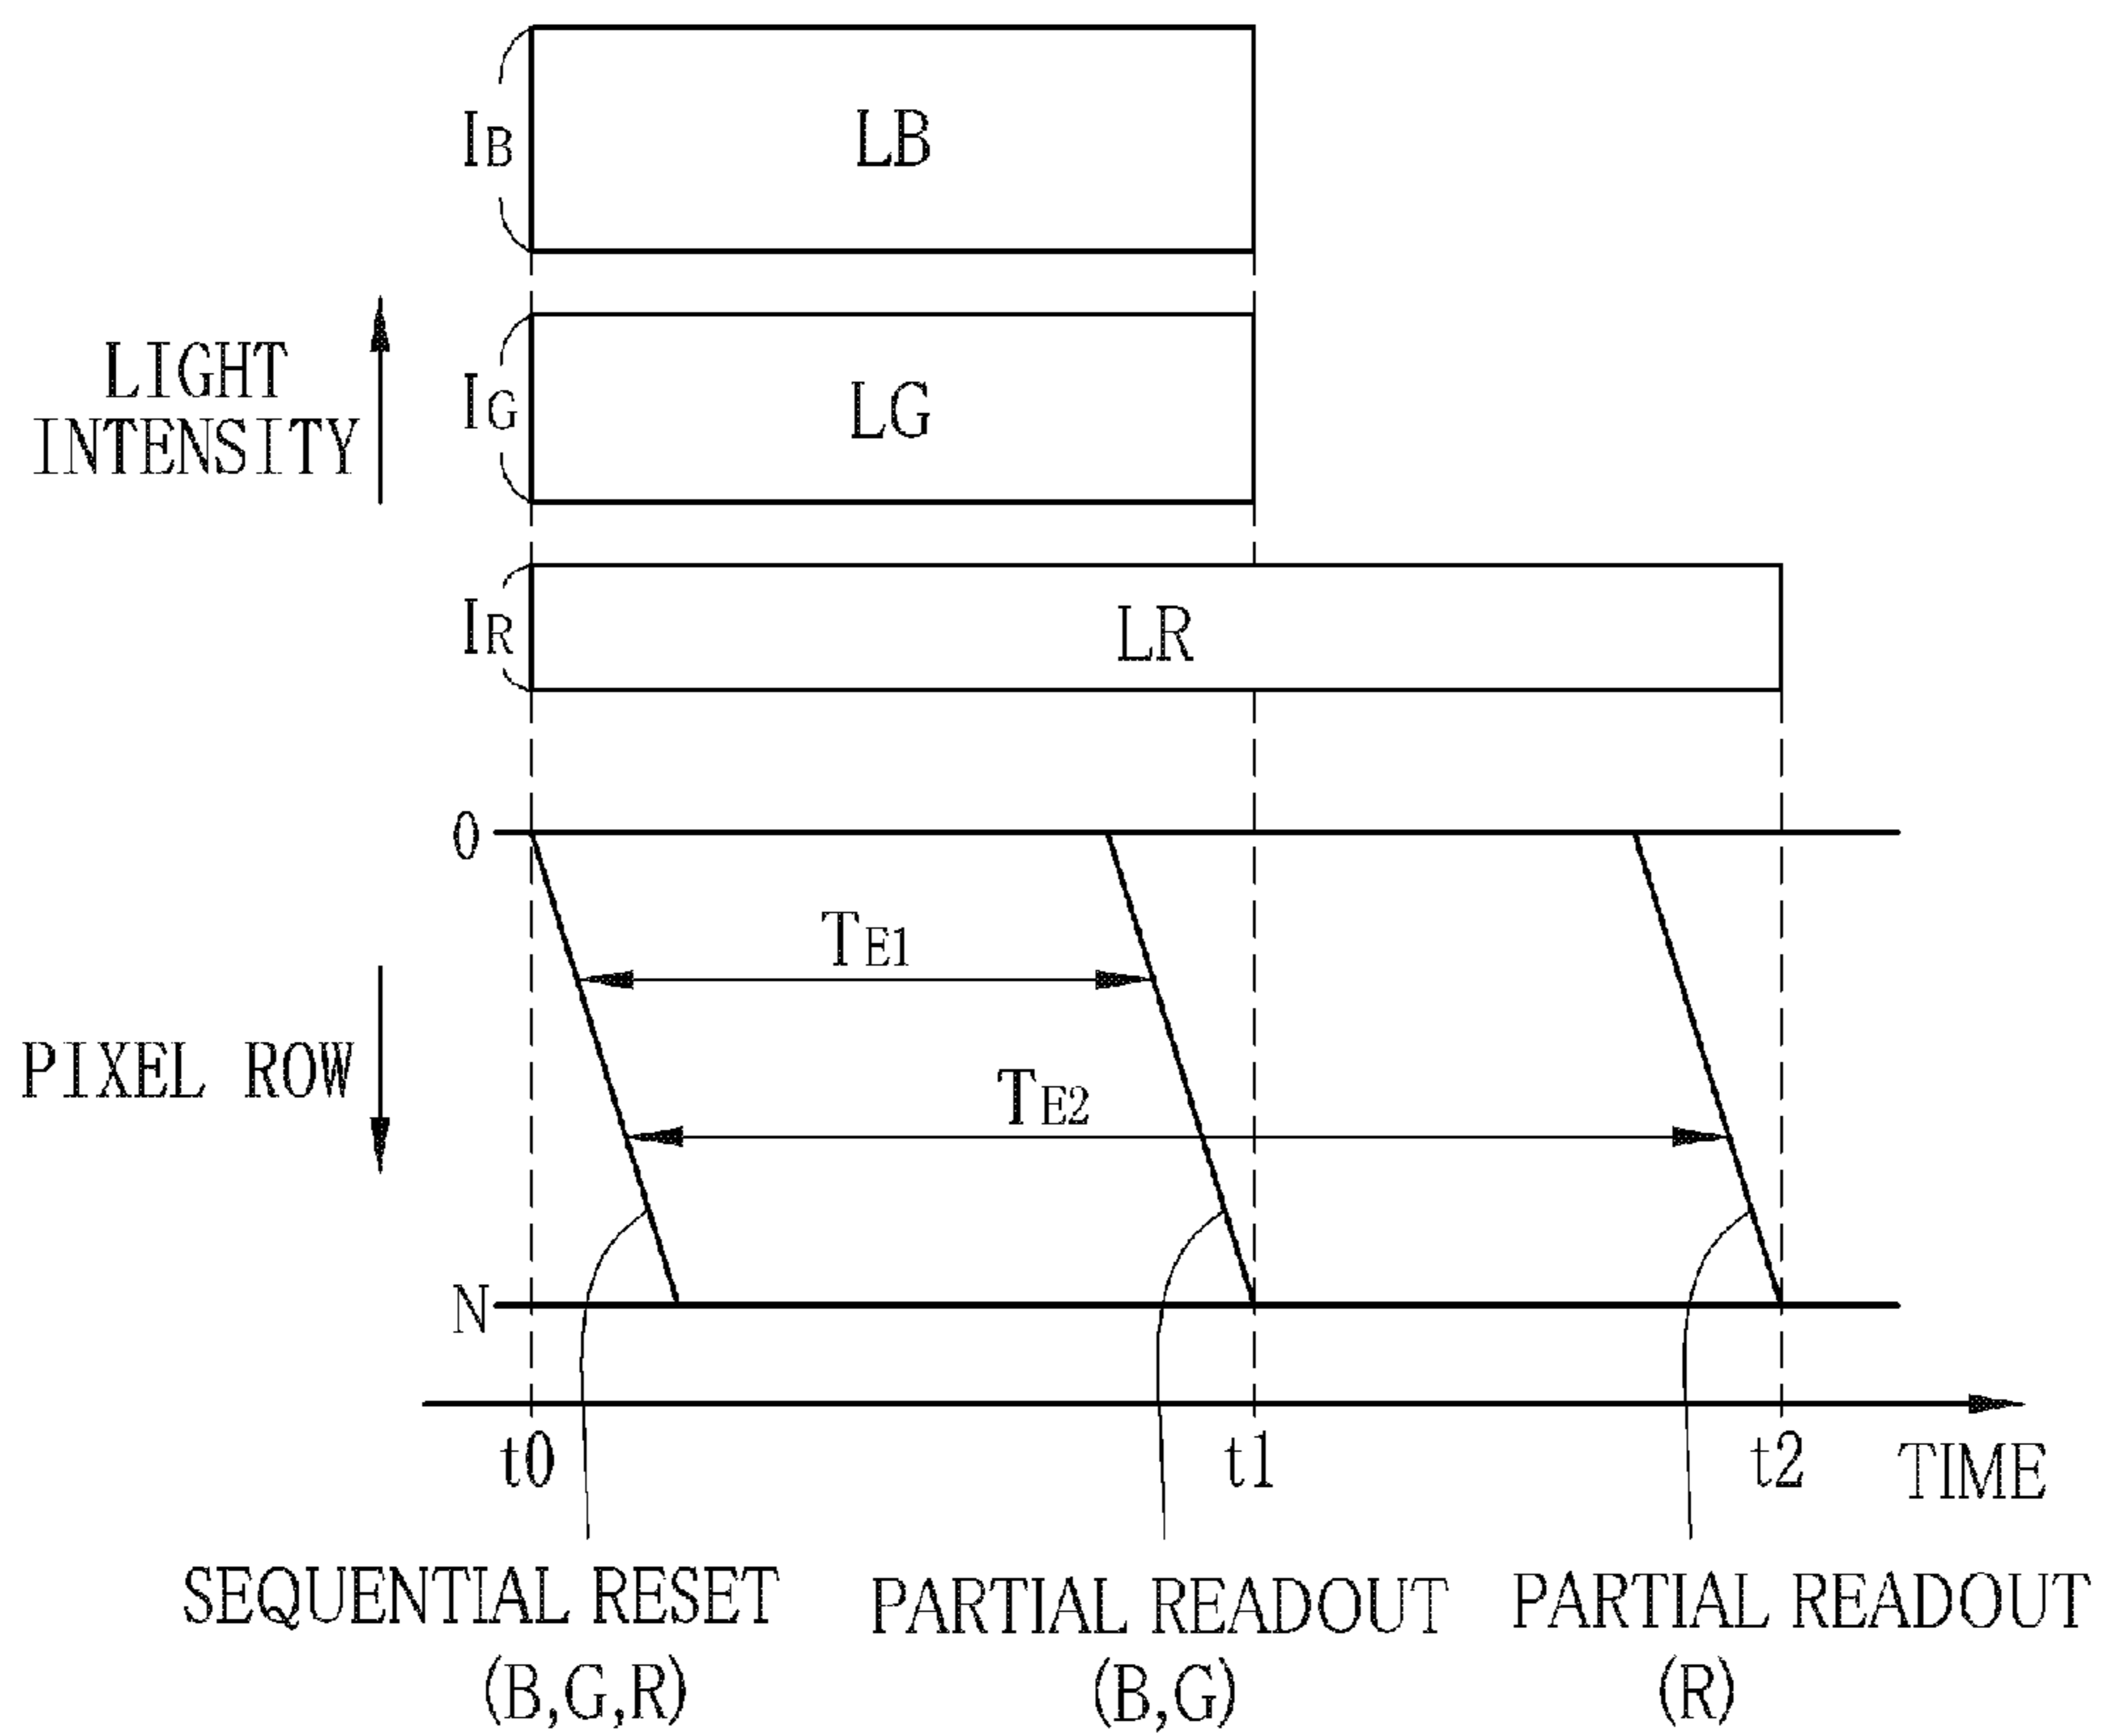 IB
LB
LIGHT
INTENSITY
IG
LG
IR
LR
0
TE1
PIXEL ROW
TE2
N
t0
t1
t2
TIME
SEQUENTIAL RESET
(B,G,R)
PARTIAL READOUT
(B,G)
PARTIAL READOUT
(R)